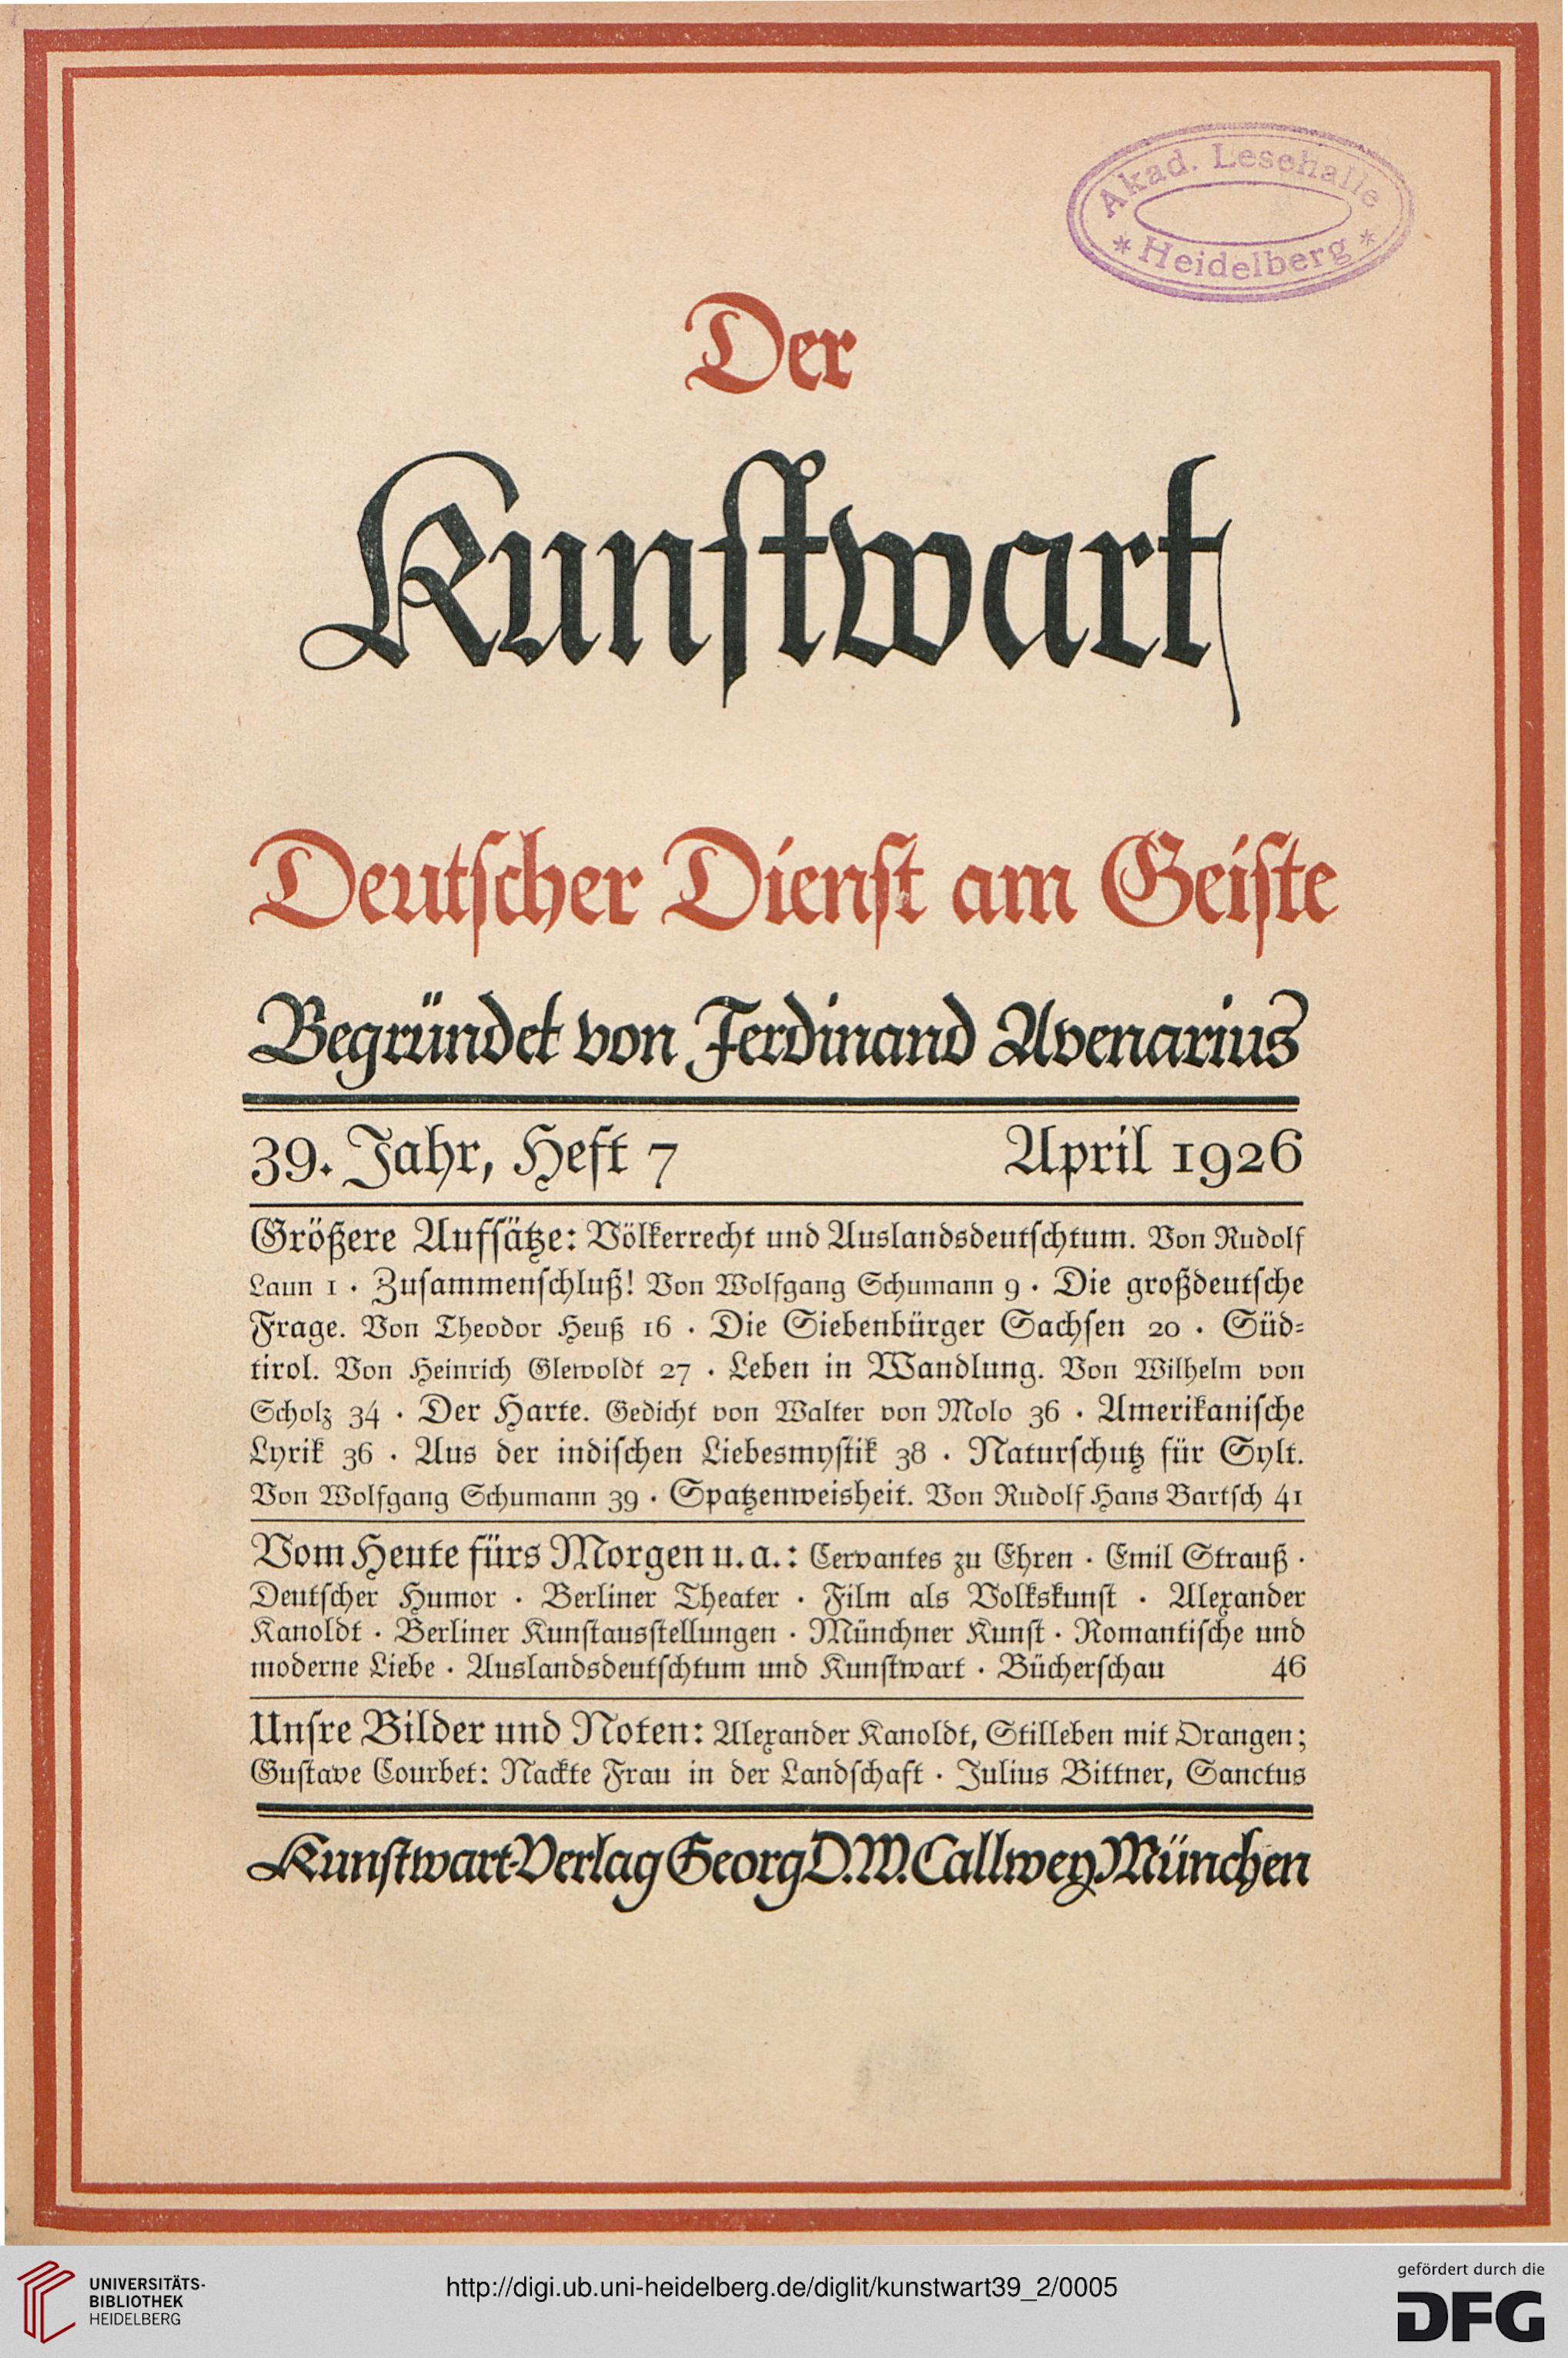 Akad. Lesehalle
* Heidelberg *
Der
Kunstwart
Deutscher Dienst am Geiste
Begründet von Ferdinand Avenarius
39. Jahr, Heft 7 April 1926
Größere Aufsätze: Völkerrecht und Auslandsdeutschtum. Von Rudolf
Laun 1 · Zusammenschluß! Von Wolfgang Schumann 9 · Die großdeutsche
Frage. Von Theodor Heuß 16 · Die Siebenbürger Sachsen 20 · Süd-
tirol. Von Heinrich Glewoldt 27 · Leben in Wandlung. Von Wilhelm von
Scholz 34 · Der Harte. Gedicht von Walter von Molo 36 · Amerikanische
Lyrik 36 · Aus der indischen Liebesmystik 38 · Naturschutz für Sylt.
Von Wolfgang Schumann 39 · Spatzenweisheit. Von Rudolf Hans Bartsch 41
Vom Heute fürs Morgen u. a.: Cervantes zu Ehren · Emil Strauß ·
Deutscher Humor · Berliner Theater · Film als Volkskunst · Alexander
Kanoldt · Berliner Kunstausstellungen · Münchner Kunst · Romantische und
moderne Liebe · Auslandsdeutschtum und Kunstwart · Bücherschau 46
Unsre Bilder und Noten: Alexander Kanoldt, Stilleben mit Orangen;
Gustave Courbet: Nackte Frau in der Landschaft · Julius Bittner, Sanctus
Kunstwart-Verlag Georg D.W. Callwey München
UNIVERSITÄTS-
BIBLIOTHEK
HEIDELBERG
http://digi.ub.uni-heidelberg.de/diglit/kunstwart39_2/0005
gefördert durch die
DFG